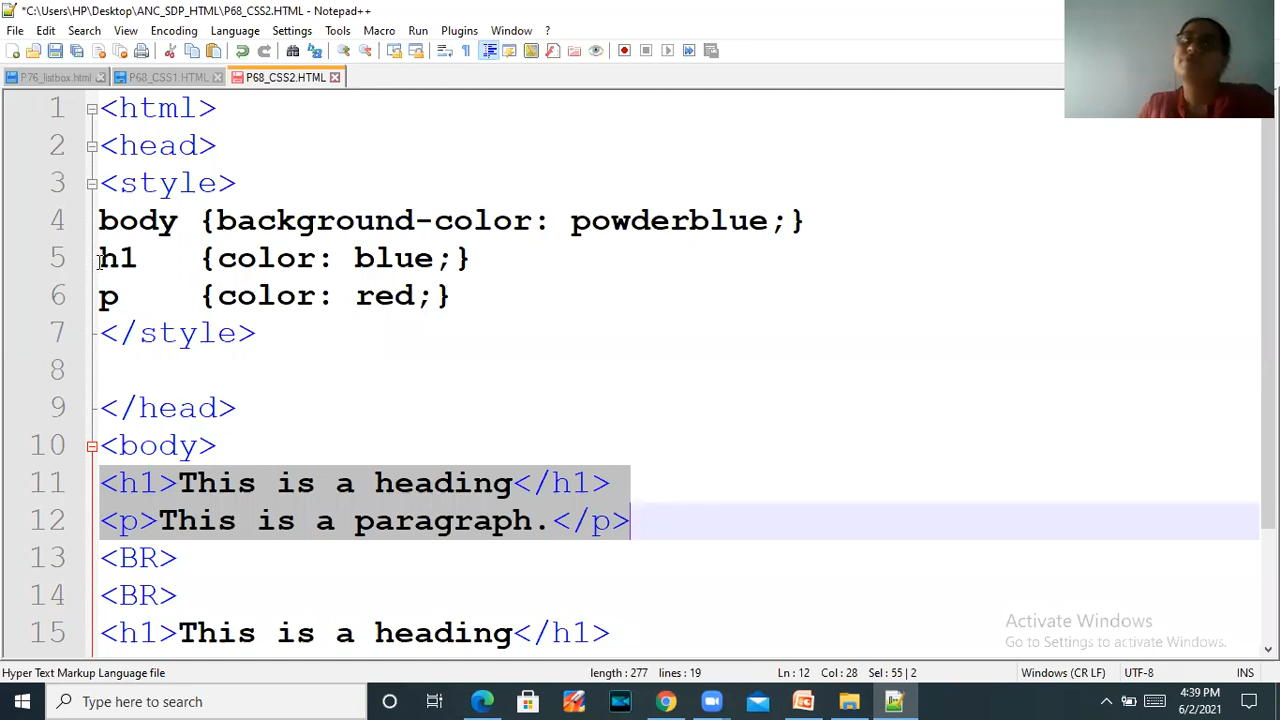 *C:\Users\HP\Desktop\ANC_SDP_HTML\P68_CSS2.HTML - Notepad++
File Edit Search View Encoding Language Settings Tools Macro Run Plugins Window ?
P76_listbox.html P68_CSS1.HTML P68_CSS2.HTML
1 <html>
2 <head>
3 <style>
4 body {background-color: powderblue;}
5 h1 {color: blue;}
6 p {color: red;}
7 </style>
8
9 </head>
10 <body>
11 <h1>This is a heading</h1>
12 <p>This is a paragraph.</p>
13 <BR>
14 <BR>
15 <h1>This is a heading</h1>
Activate Windows
Go to Settings to activate Windows.
Hyper Text Markup Language file length : 277 lines : 19 Ln : 12 Col : 28 Sel : 55 | 2 Windows (CR LF) UTF-8 INS
Type here to search
4:39 PM
6/2/2021